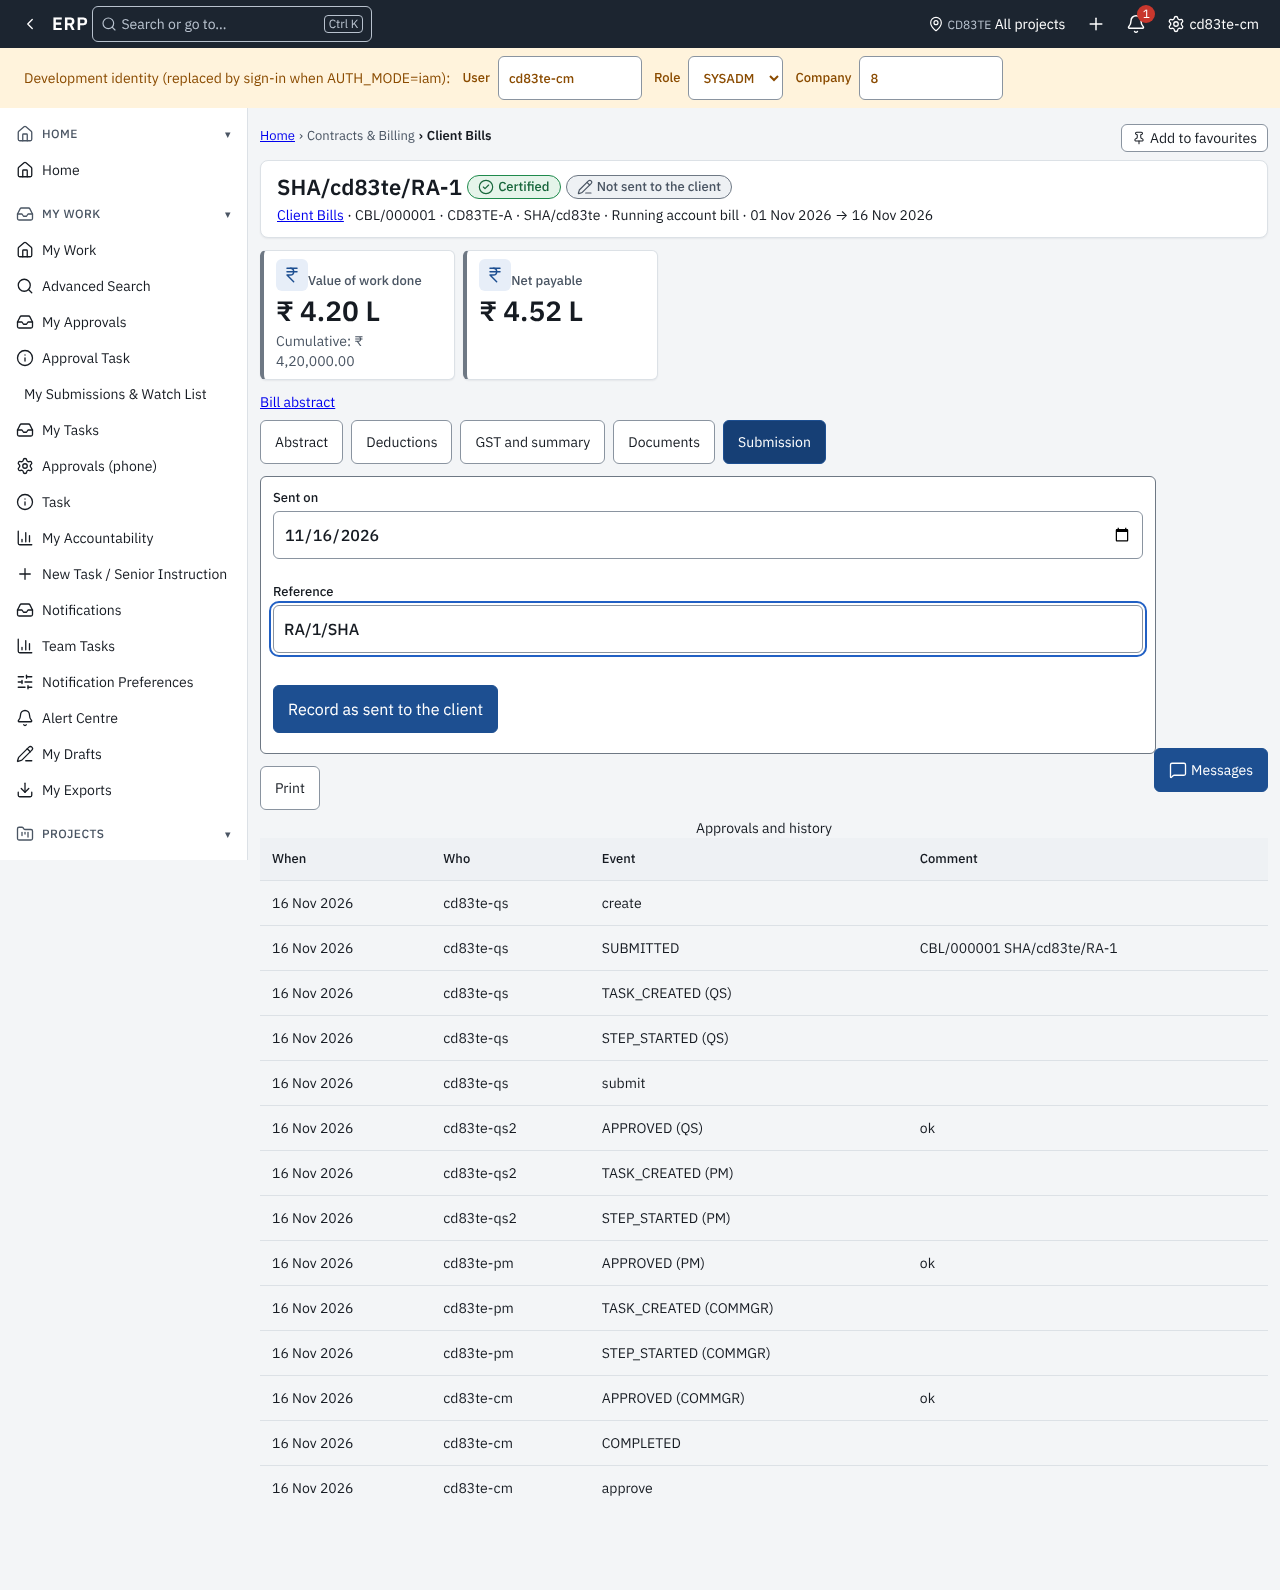 ERP
Search or go to...
Ctrl K
CD83TE All projects
1
cd83te-cm
Development identity (replaced by sign-in when AUTH_MODE=iam):
User
cd83te-cm
Role
SYSADM
Company
8
HOME
Home
MY WORK
My Work
Advanced Search
My Approvals
Approval Task
My Submissions & Watch List
My Tasks
Approvals (phone)
Task
My Accountability
New Task / Senior Instruction
Notifications
Team Tasks
Notification Preferences
Alert Centre
My Drafts
My Exports
PROJECTS
Home › Contracts & Billing › Client Bills
Add to favourites
SHA/cd83te/RA-1
Certified
Not sent to the client
Client Bills · CBL/000001 · CD83TE-A · SHA/cd83te · Running account bill · 01 Nov 2026 → 16 Nov 2026
₹ Value of work done
₹ 4.20 L
Cumulative: ₹
4,20,000.00
₹ Net payable
₹ 4.52 L
Bill abstract
Abstract
Deductions
GST and summary
Documents
Submission
Sent on
11/16/2026
Reference
RA/1/SHA
Record as sent to the client
Messages
Print
Approvals and history
When Who Event Comment
16 Nov 2026 cd83te-qs create
16 Nov 2026 cd83te-qs SUBMITTED CBL/000001 SHA/cd83te/RA-1
16 Nov 2026 cd83te-qs TASK_CREATED (QS)
16 Nov 2026 cd83te-qs STEP_STARTED (QS)
16 Nov 2026 cd83te-qs submit
16 Nov 2026 cd83te-qs2 APPROVED (QS) ok
16 Nov 2026 cd83te-qs2 TASK_CREATED (PM)
16 Nov 2026 cd83te-qs2 STEP_STARTED (PM)
16 Nov 2026 cd83te-pm APPROVED (PM) ok
16 Nov 2026 cd83te-pm TASK_CREATED (COMMGR)
16 Nov 2026 cd83te-pm STEP_STARTED (COMMGR)
16 Nov 2026 cd83te-cm APPROVED (COMMGR) ok
16 Nov 2026 cd83te-cm COMPLETED
16 Nov 2026 cd83te-cm approve